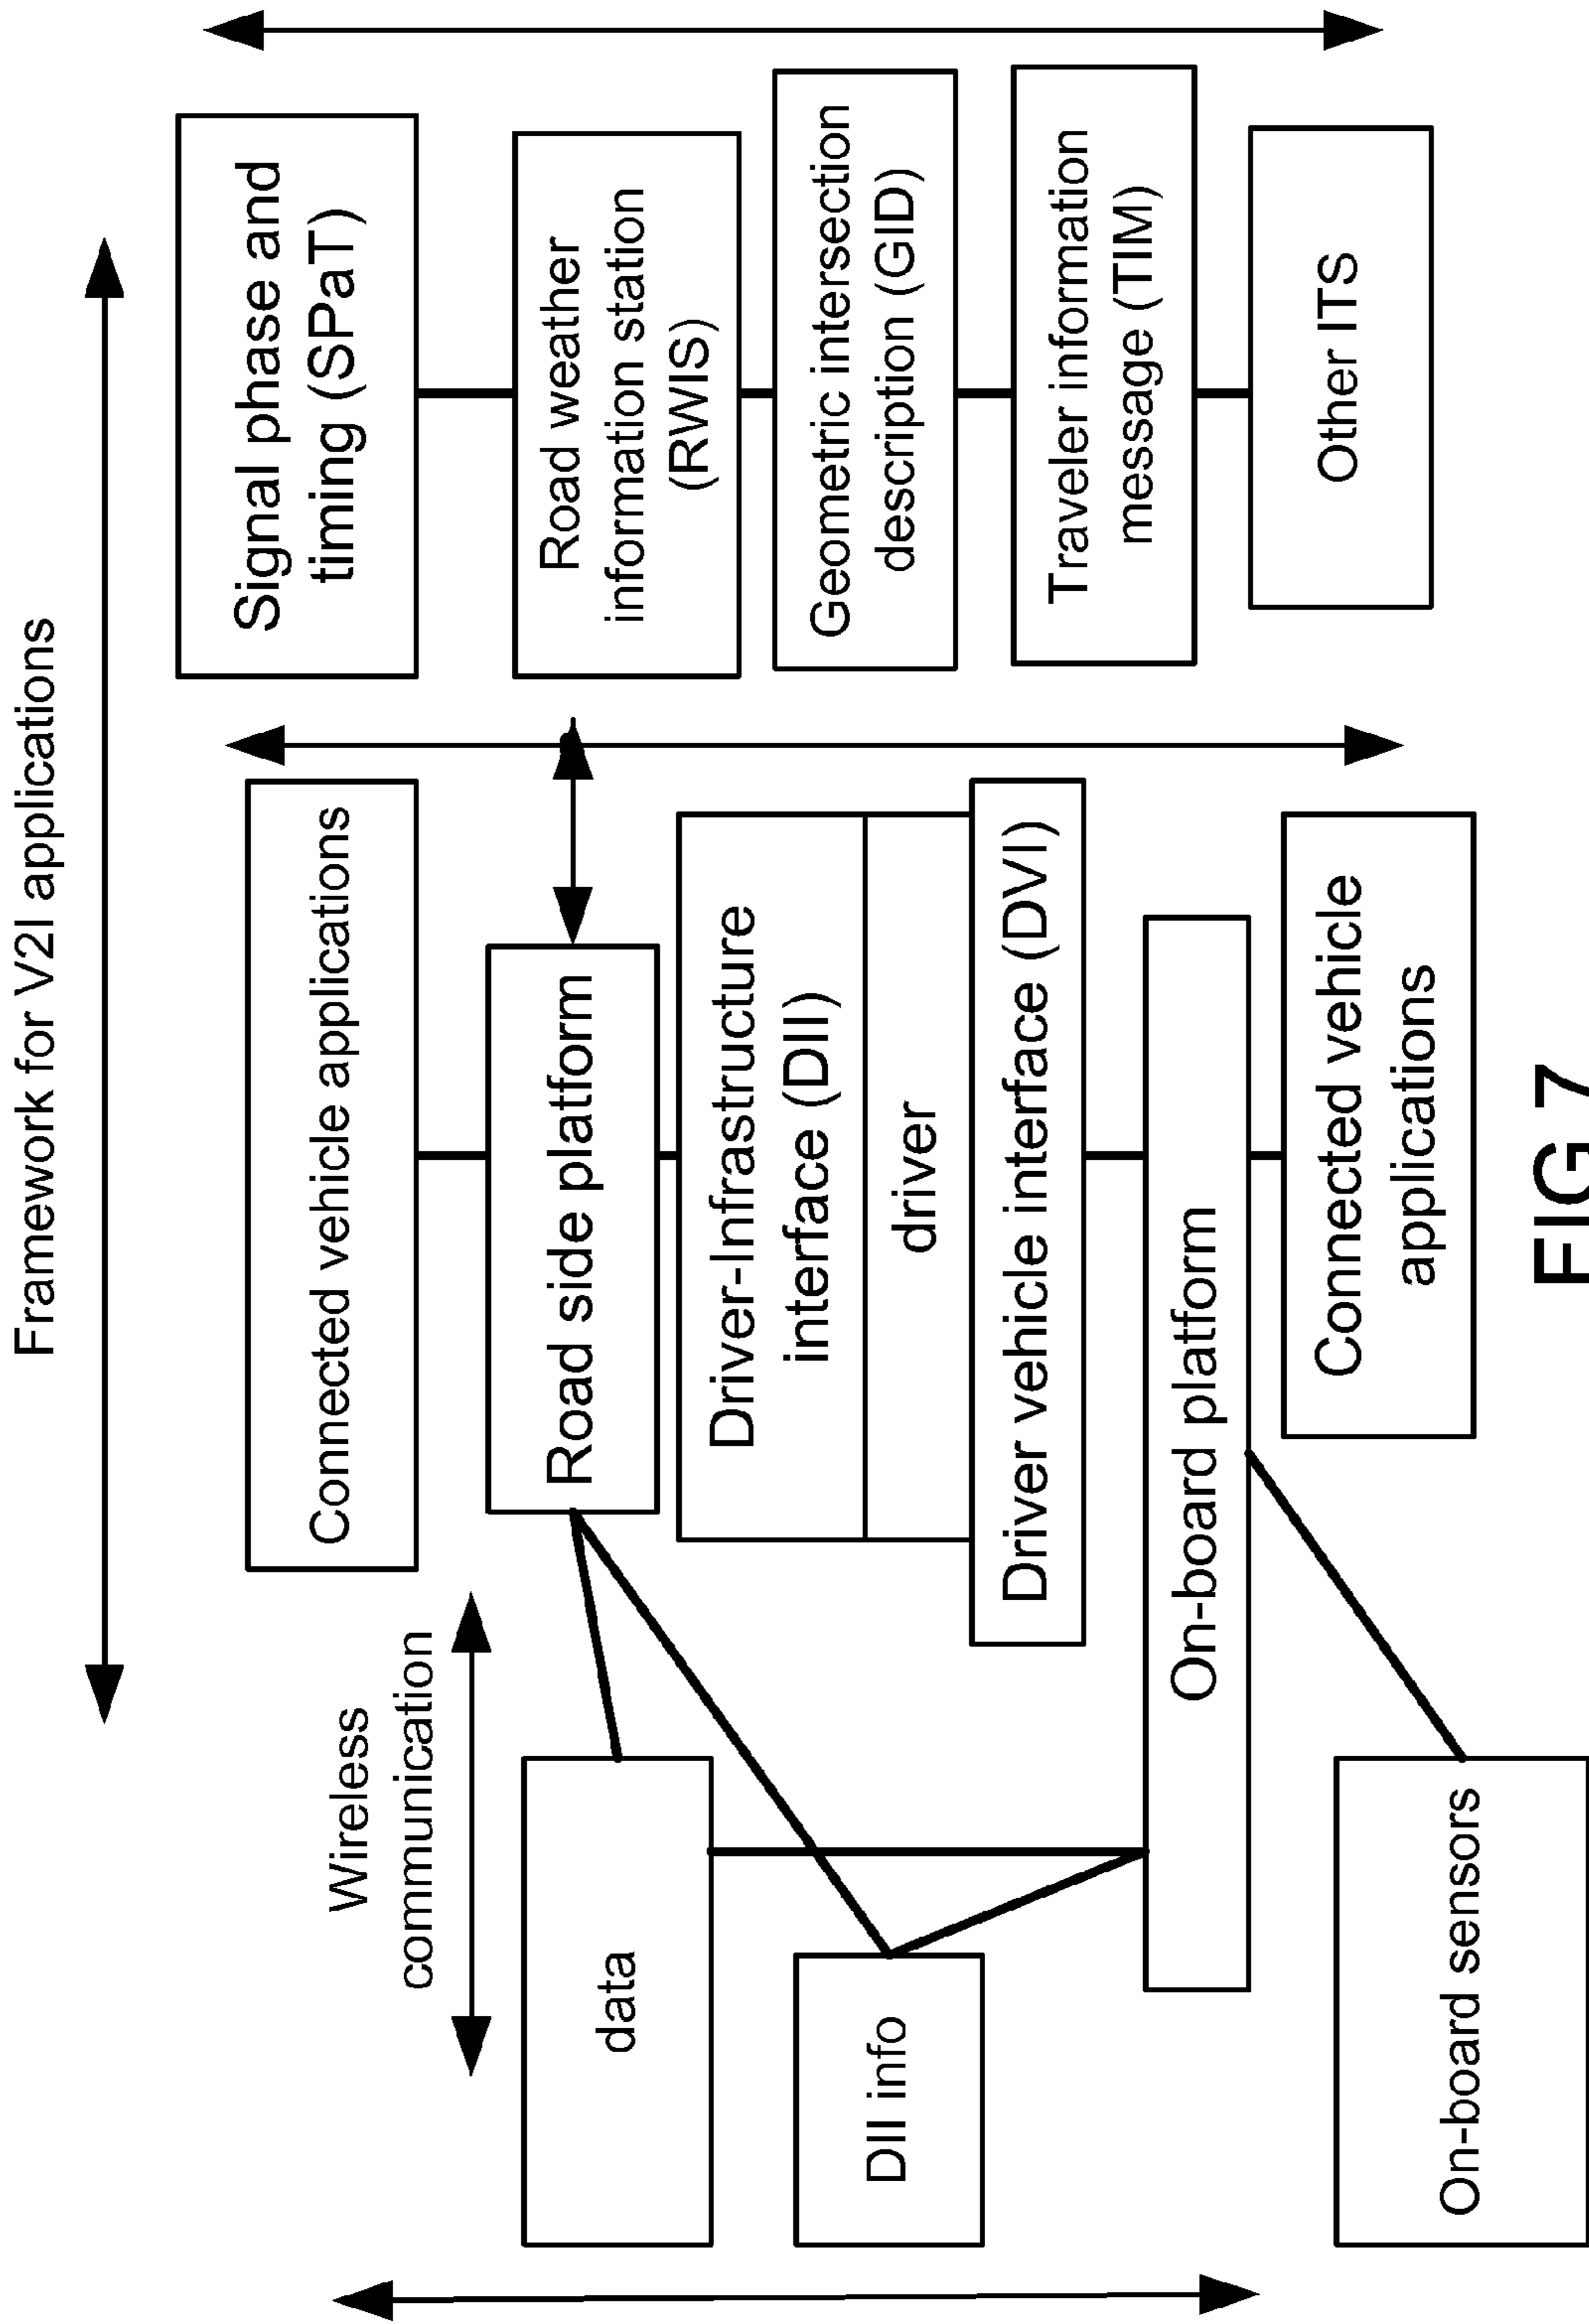 Framework for V2I applications
Wireless
communication
data
DII info
On-board sensors
Connected vehicle applications
Road side platform
Driver-Infrastructure
interface (DII)
driver
Driver vehicle interface (DVI)
On-board platform
Connected vehicle
applications
Signal phase and
timing (SPaT)
Road weather
information station
(RWIS)
Geometric intersection
description (GID)
Traveler information
message (TIM)
Other ITS
FIG 7